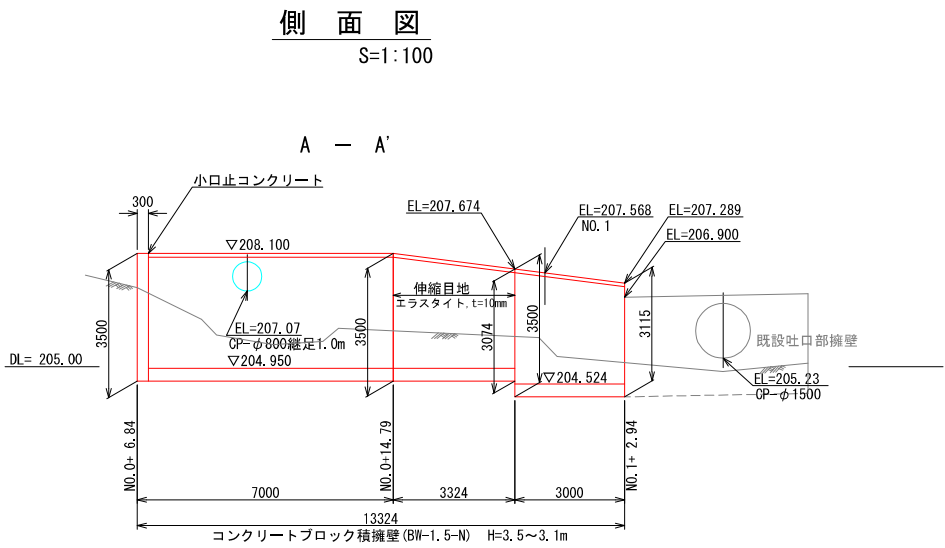 側面図
S=1:100
A — A'
小口止コンクリート
300
▽208.100
EL=207.674
EL=207.568
NO.1
EL=207.289
EL=206.900
伸縮目地
エラスタイト,t=10mm
3500
3500
3074
3500
3115
EL=207.07
CP-φ800継足1.0m
既設吐口部擁壁
DL= 205.00
▽204.950
▽204.524
EL=205.23
CP-φ1500
NO.0+ 6.84
NO.0+14.79
NO.1+ 2.94
7000
3324
3000
13324
コンクリートブロック積擁壁(BW-1.5-N) H=3.5～3.1m